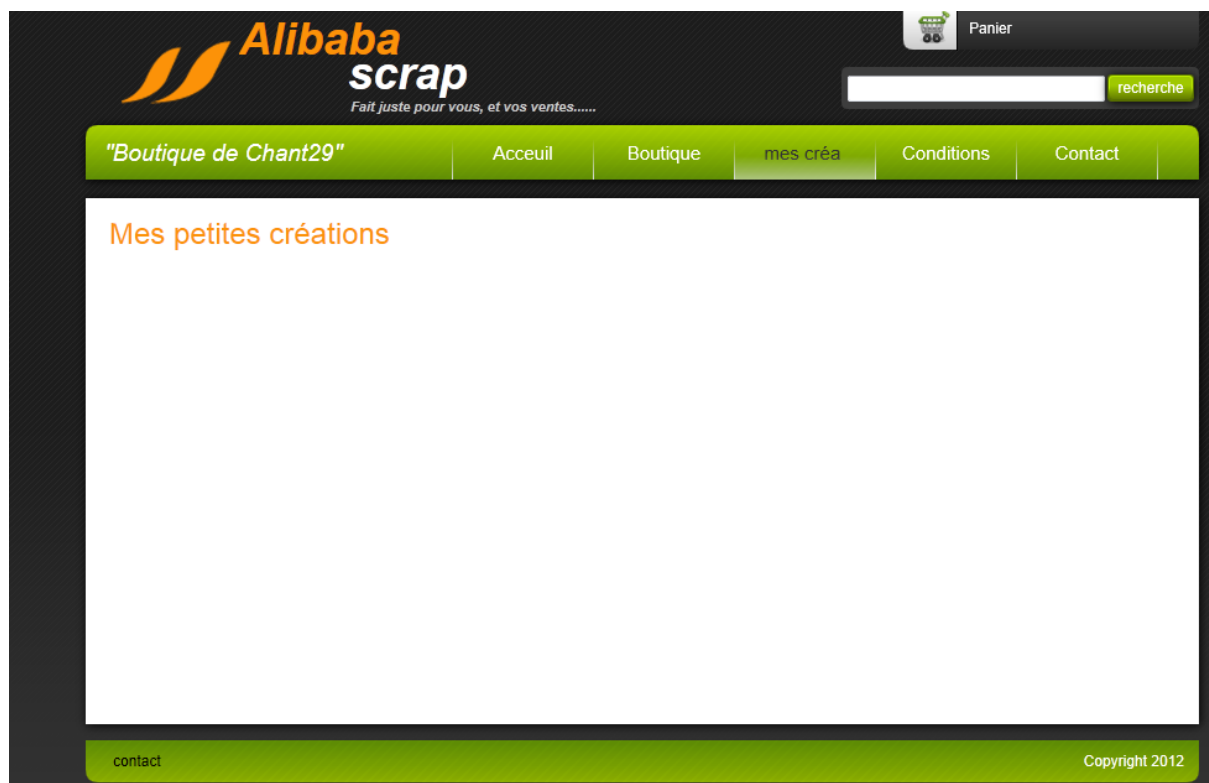 Alibaba
scrap
Fait juste pour vous, et vos ventes......
Panier
recherche
"Boutique de Chant29"
Acceuil
Boutique
mes créa
Conditions
Contact
Mes petites créations
contact
Copyright 2012